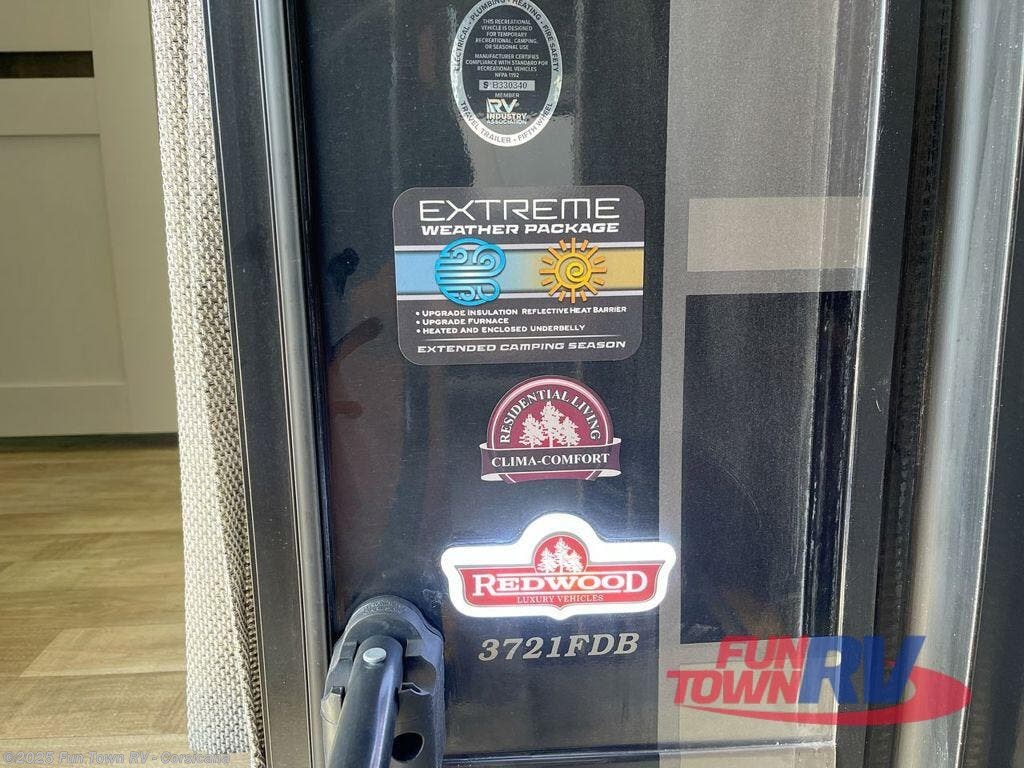 ELECTRICAL - PLUMBING - HEATING - FIRE SAFETY
THIS RECREATIONAL
VEHICLE IS DESIGNED
FOR TEMPORARY
RECREATIONAL, CAMPING,
OR SEASONAL USE
MANUFACTURER CERTIFIES
COMPLIANCE WITH STANDARD FOR
RECREATIONAL VEHICLES
NFPA 1192
S B330340
MEMBER
RV
INDUSTRY
ASSOCIATION
TRAVEL TRAILER - FIFTH WHEEL
EXTREME
WEATHER PACKAGE
• UPGRADE INSULATION REFLECTIVE HEAT BARRIER
• UPGRADE FURNACE
• HEATED AND ENCLOSED UNDERBELLY
EXTENDED CAMPING SEASON
RESIDENTIAL LIVING
CLIMA-COMFORT
REDWOOD
LUXURY VEHICLES
3721FDB
FUN
TOWN RV
©2025 Fun Town RV - Corsicana